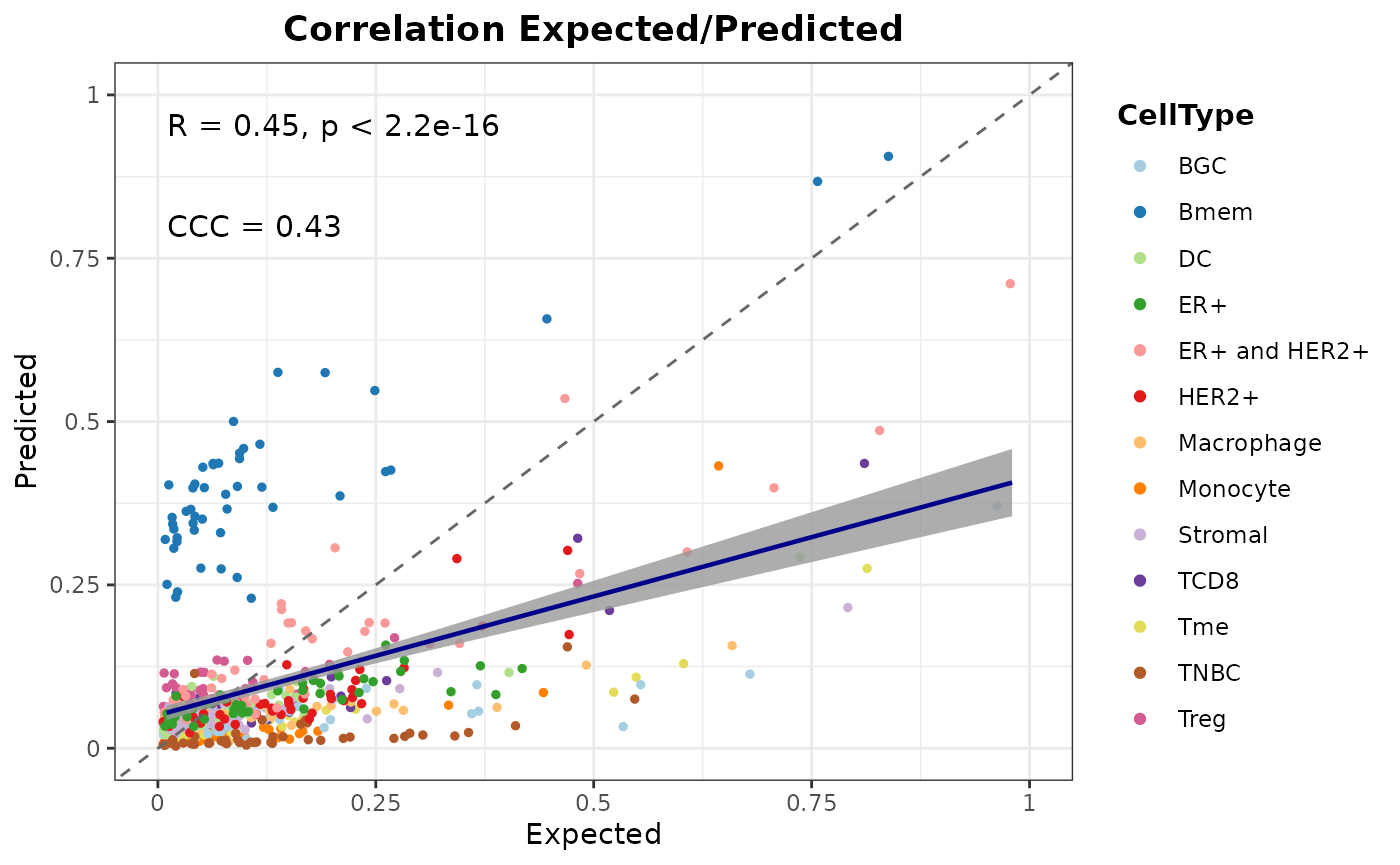 Correlation Expected/Predicted
R = 0.45, p < 2.2e-16
CCC = 0.43
1
0.75
0.5
0.25
0
Predicted
0
0.25
0.5
0.75
1
Expected
CellType
BGC
Bmem
DC
ER+
ER+ and HER2+
HER2+
Macrophage
Monocyte
Stromal
TCD8
Tme
TNBC
Treg